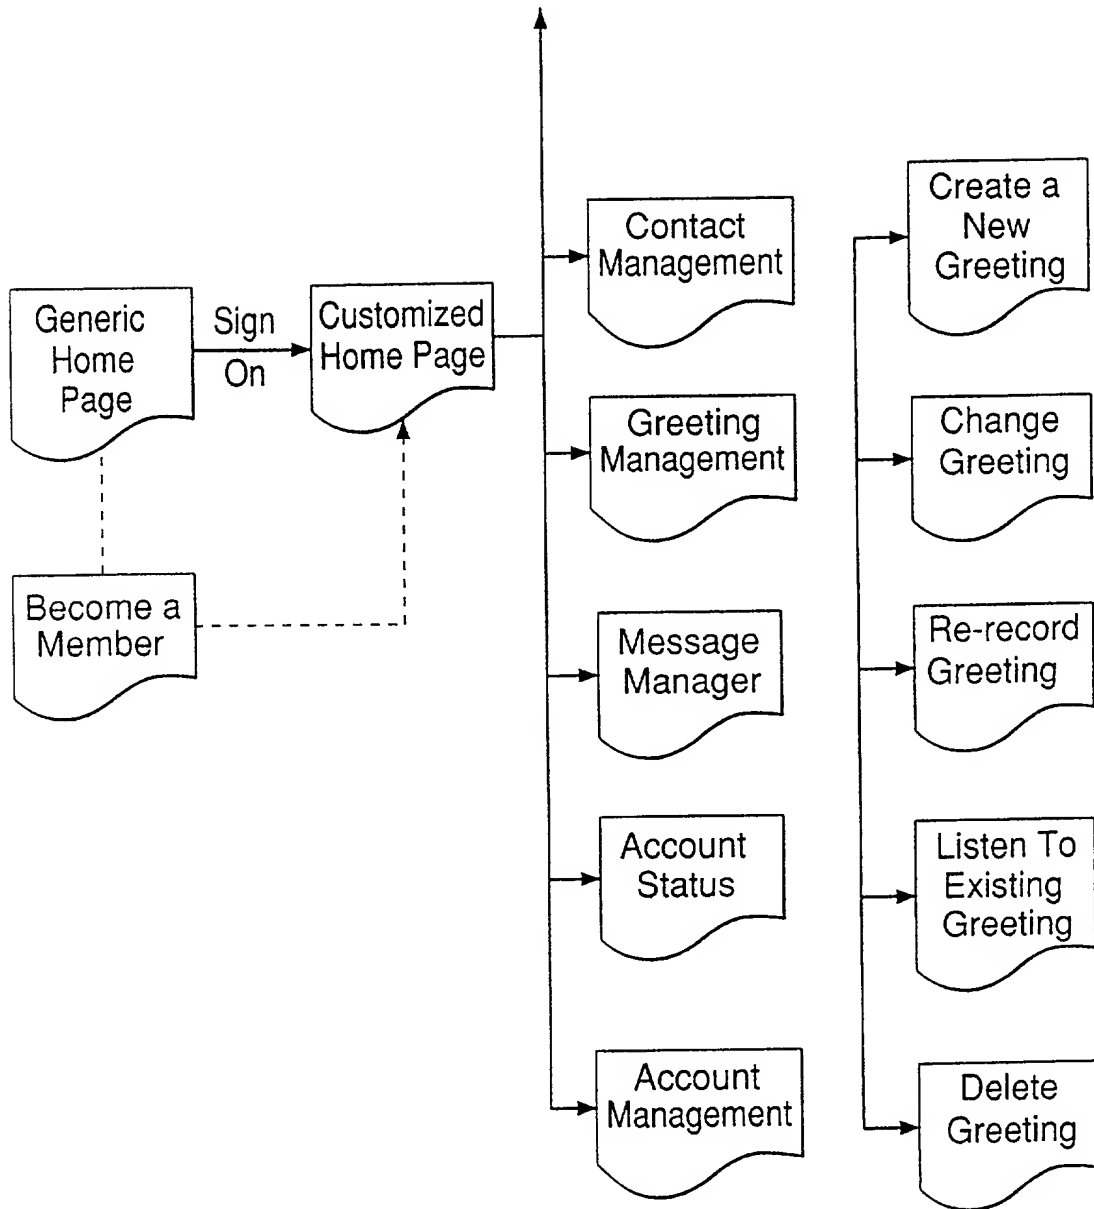 Generic
Home
Page
Sign
On
Customized
Home Page
Become a
Member
Contact
Management
Greeting
Management
Message
Manager
Account
Status
Account
Management
Create a
New
Greeting
Change
Greeting
Re-record
Greeting
Listen To
Existing
Greeting
Delete
Greeting